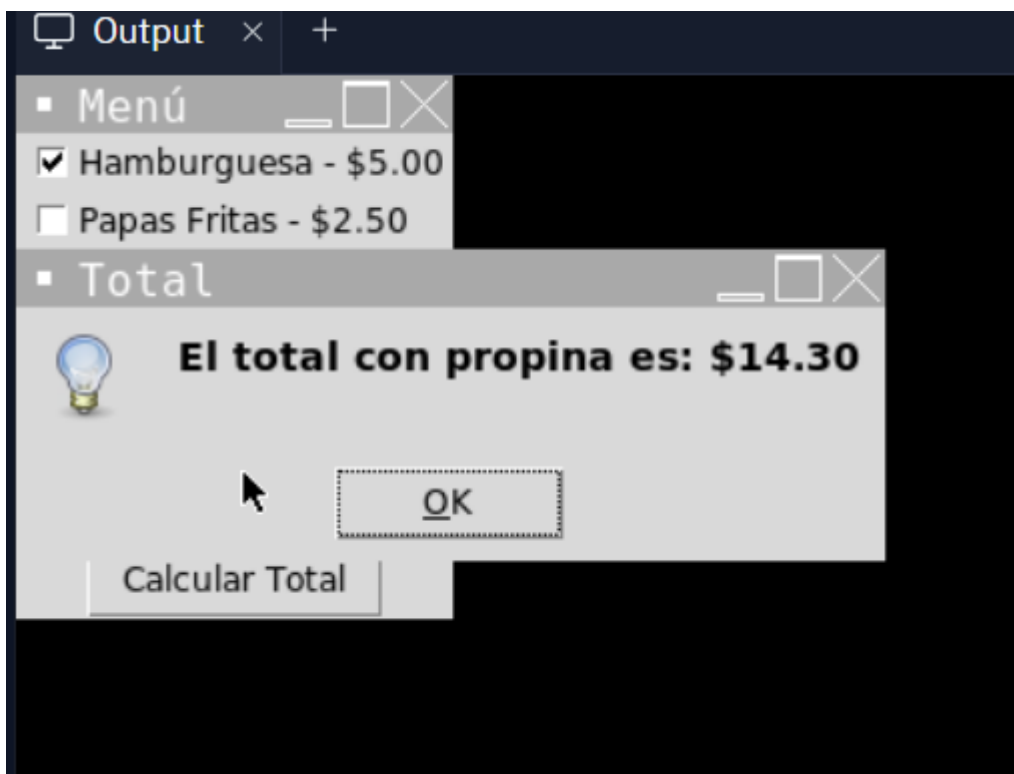 Output
Menú
Hamburguesa - $5.00
Papas Fritas - $2.50
Total
El total con propina es: $14.30
OK
Calcular Total